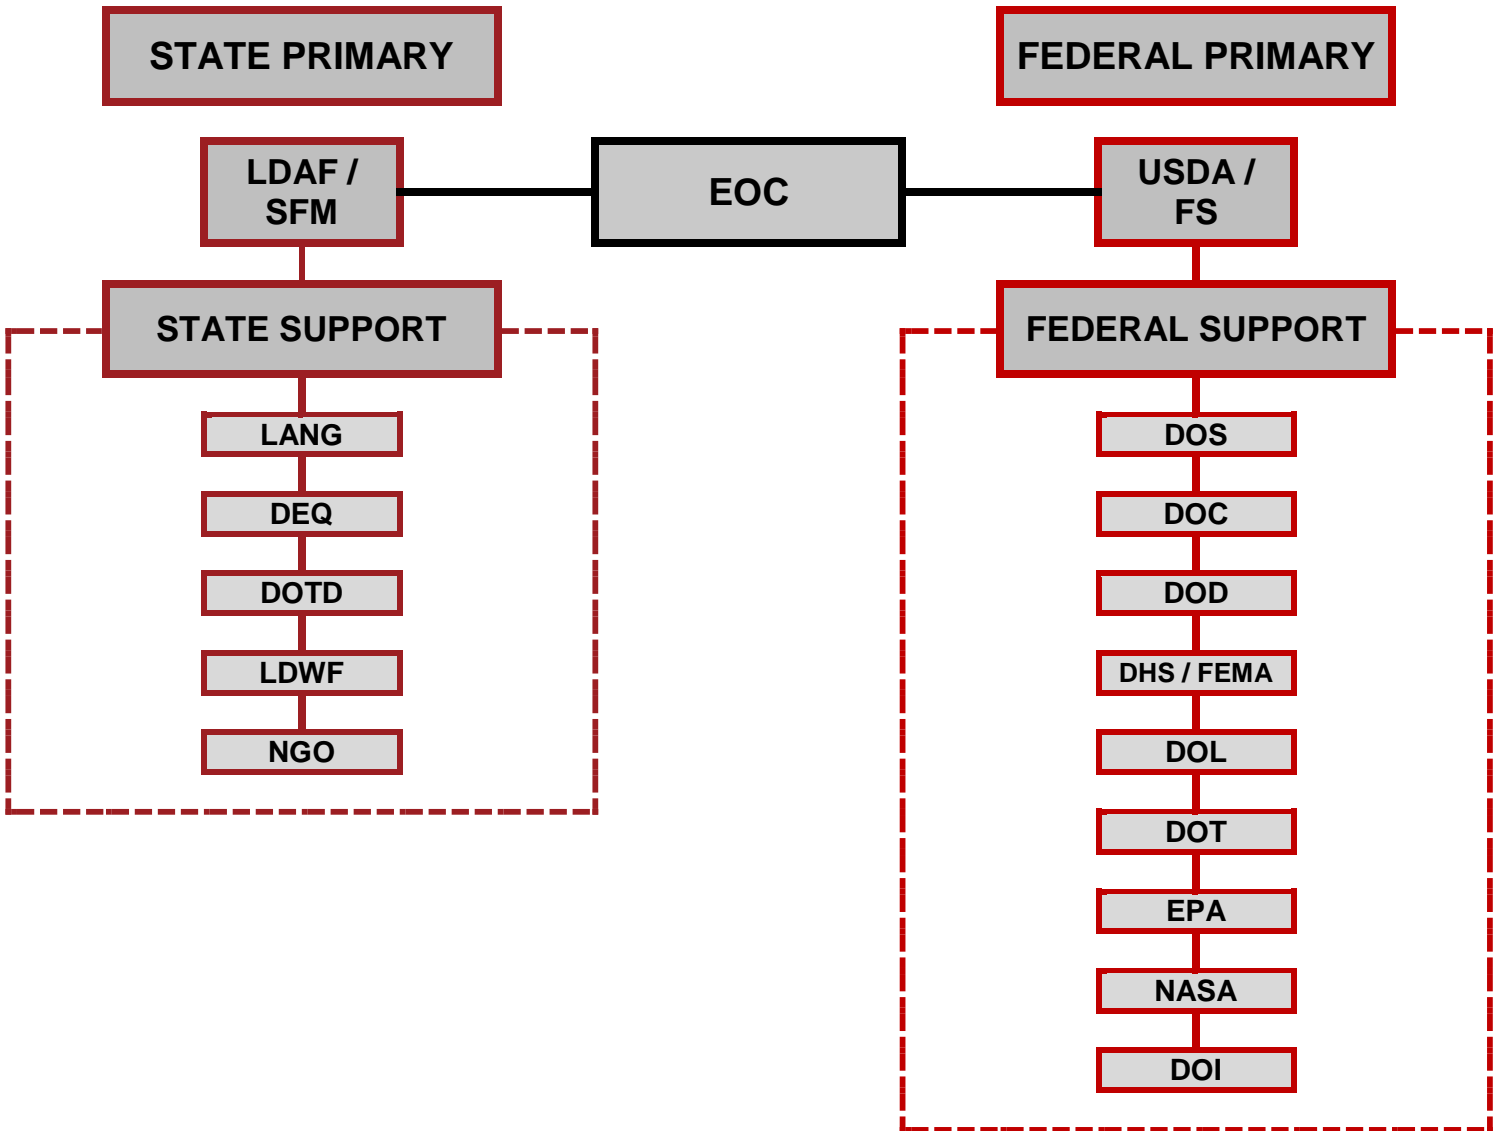 STATE PRIMARY
FEDERAL PRIMARY
LDAF /
SFM
EOC
USDA /
FS
STATE SUPPORT
LANG
DEQ
DOTD
LDWF
NGO
FEDERAL SUPPORT
DOS
DOC
DOD
DHS / FEMA
DOL
DOT
EPA
NASA
DOI